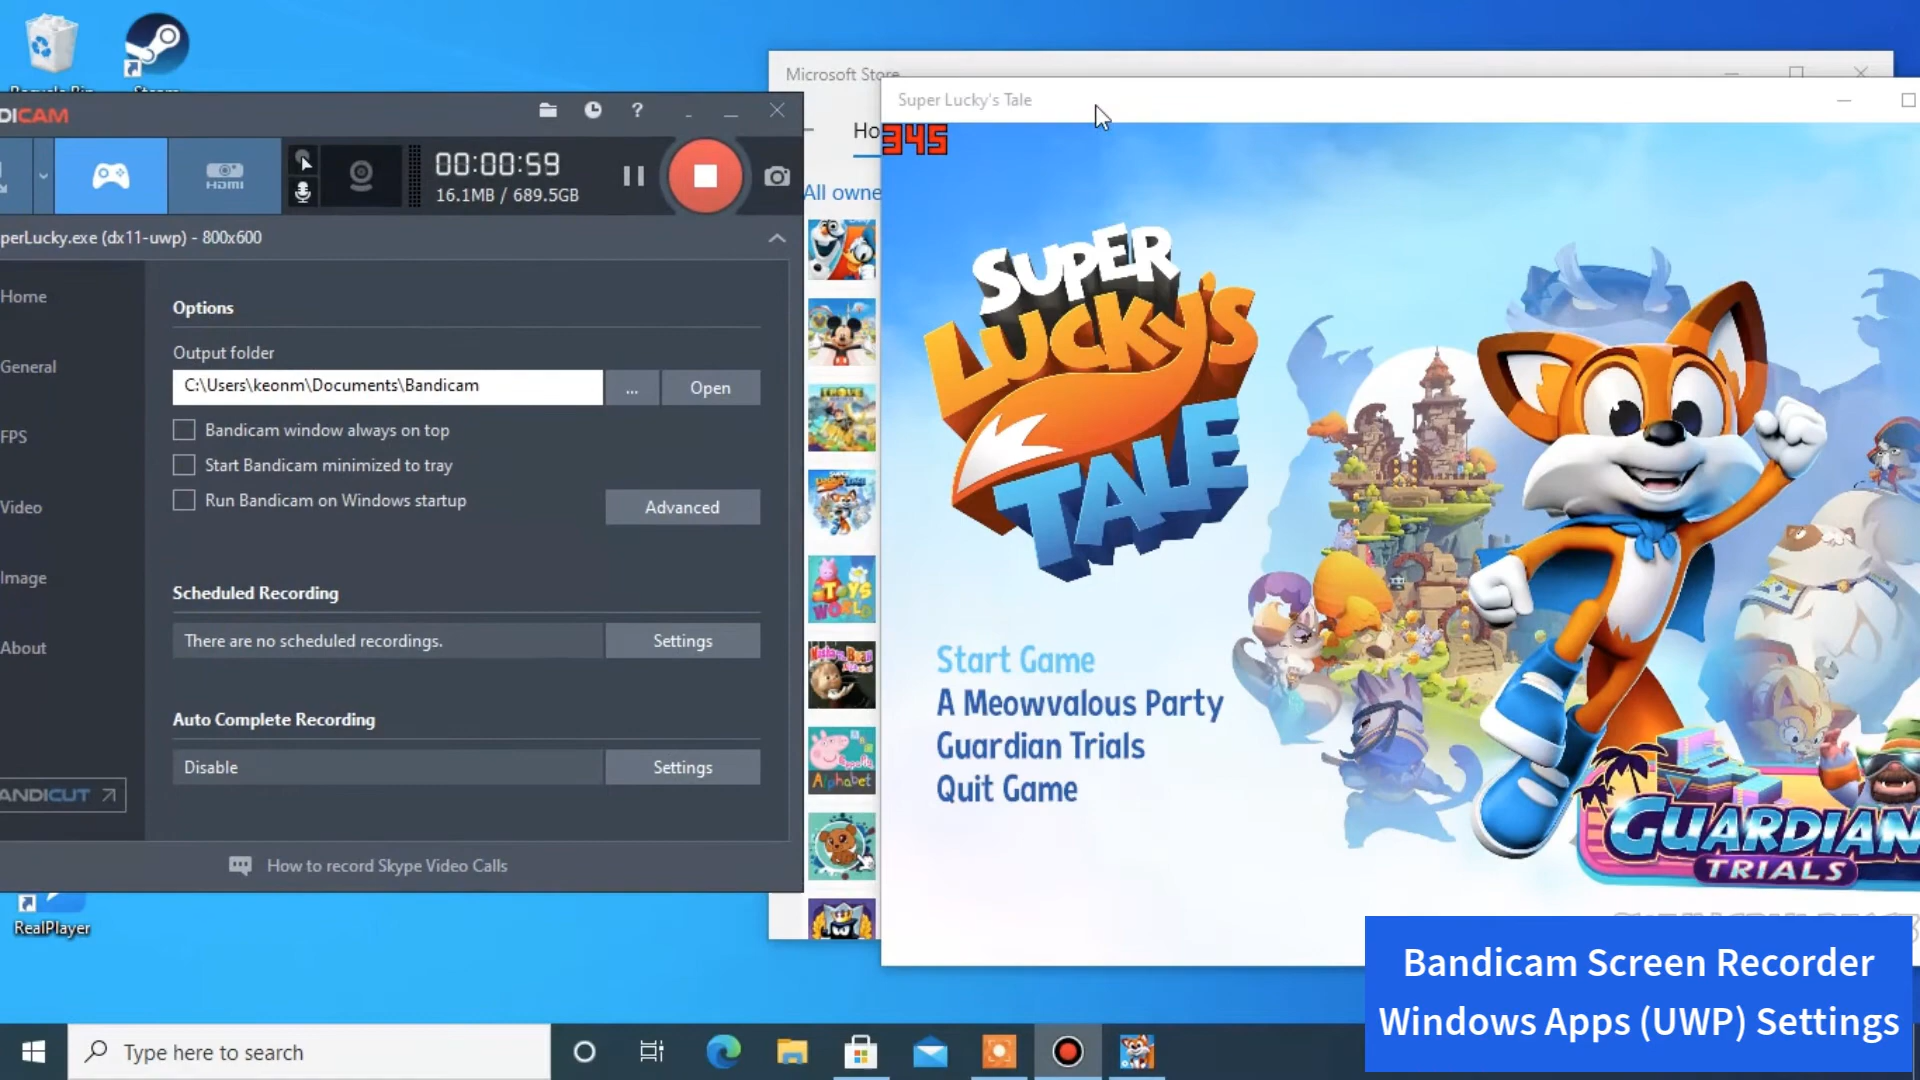 Steam
DICAM
?
HDMI
00:00:59
16.1MB / 689.5GB
perLucky.exe (dx11-uwp) - 800x600
Home
General
FPS
Video
Image
About
ANDICUT
Options
Output folder
C:\Users\keonm\Documents\Bandicam
...
Open
Bandicam window always on top
Start Bandicam minimized to tray
Run Bandicam on Windows startup
Advanced
Scheduled Recording
There are no scheduled recordings.
Settings
Auto Complete Recording
Disable
Settings
How to record Skype Video Calls
RealPlayer
Microsoft Store
Ho
All owne
TOYS
WORLD
Alphabet
Super Lucky's Tale
345
SUPER
LUCKY'S
TALE
Start Game
A Meowvalous Party
Guardian Trials
Quit Game
GUARDIAN
TRIALS
Bandicam Screen Recorder
Windows Apps (UWP) Settings
Type here to search